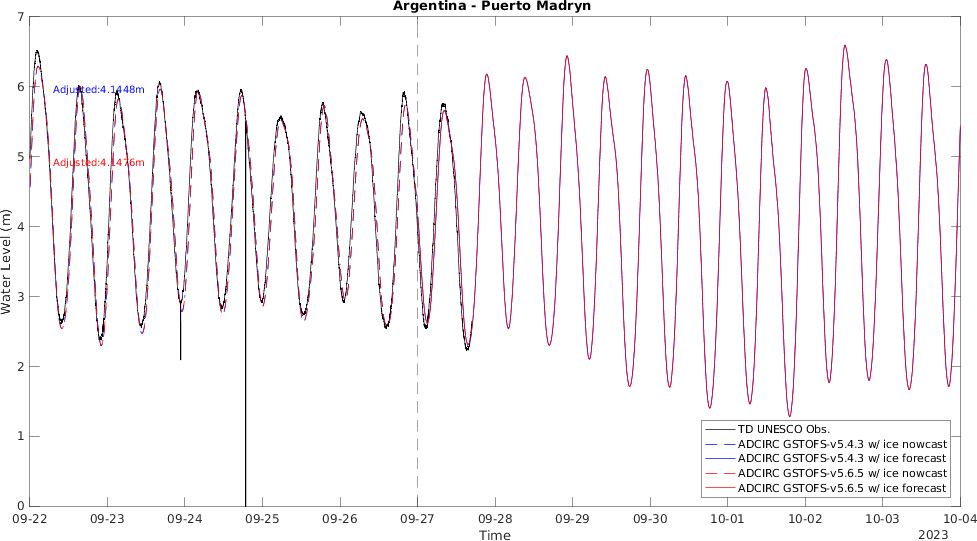 Argentina - Puerto Madryn
7
6
5
4
3
2
1
0
Water Level (m)
Adjusted:4.1448m
Adjusted:4.1476m
TD UNESCO Obs.
ADCIRC GSTOFS-v5.4.3 w/ ice nowcast
ADCIRC GSTOFS-v5.4.3 w/ ice forecast
ADCIRC GSTOFS-v5.6.5 w/ ice nowcast
ADCIRC GSTOFS-v5.6.5 w/ ice forecast
09-22 09-23 09-24 09-25 09-26 09-27 09-28 09-29 09-30 10-01 10-02 10-03 10-04
Time
2023